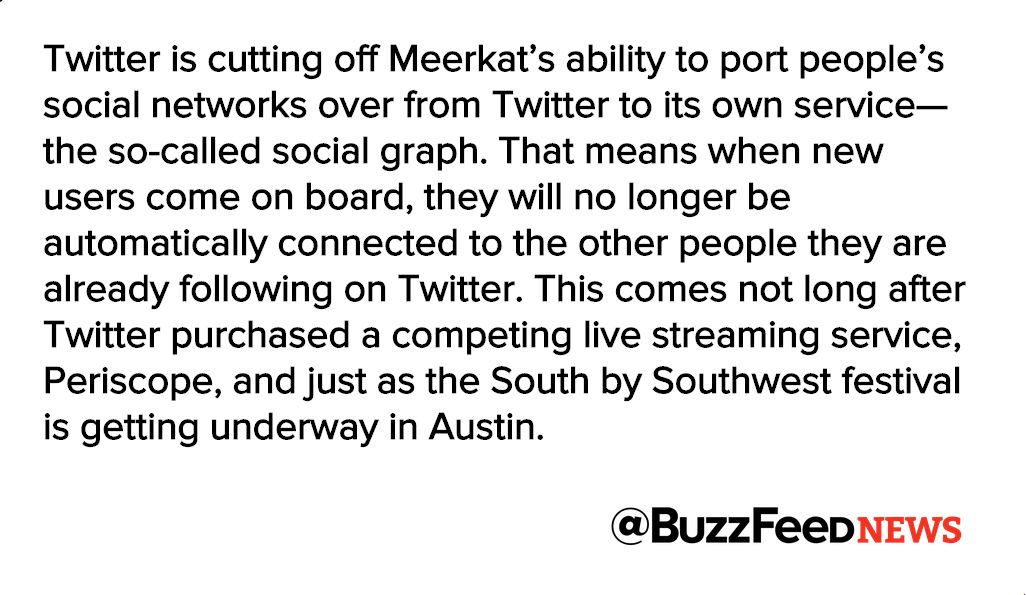 Twitter is cutting off Meerkat’s ability to port people’s
social networks over from Twitter to its own service—
the so-called social graph. That means when new
users come on board, they will no longer be
automatically connected to the other people they are
already following on Twitter. This comes not long after
Twitter purchased a competing live streaming service,
Periscope, and just as the South by Southwest festival
is getting underway in Austin.
@BuzzFeedNEWS